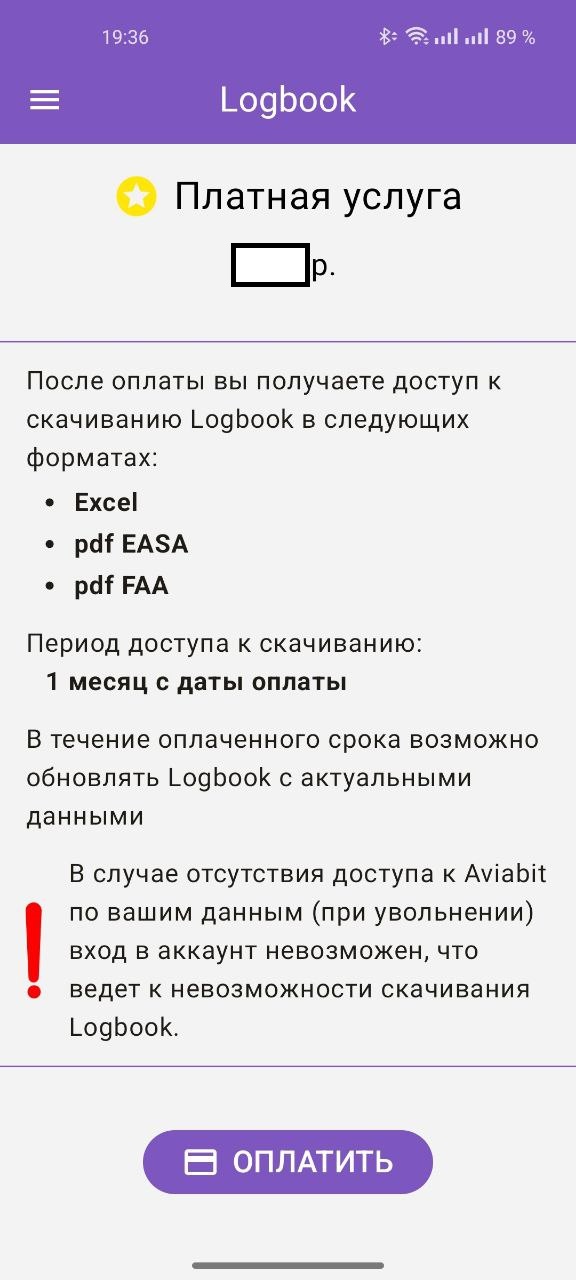 19:36
89 %
Logbook
Платная услуга
р.
После оплаты вы получаете доступ к
скачиванию Logbook в следующих
форматах:
• Excel
• pdf EASA
• pdf FAA
Период доступа к скачиванию:
1 месяц с даты оплаты
В течение оплаченного срока возможно
обновлять Logbook с актуальными
данными
В случае отсутствия доступа к Aviabit
по вашим данным (при увольнении)
вход в аккаунт невозможен, что
ведет к невозможности скачивания
Logbook.
ОПЛАТИТЬ